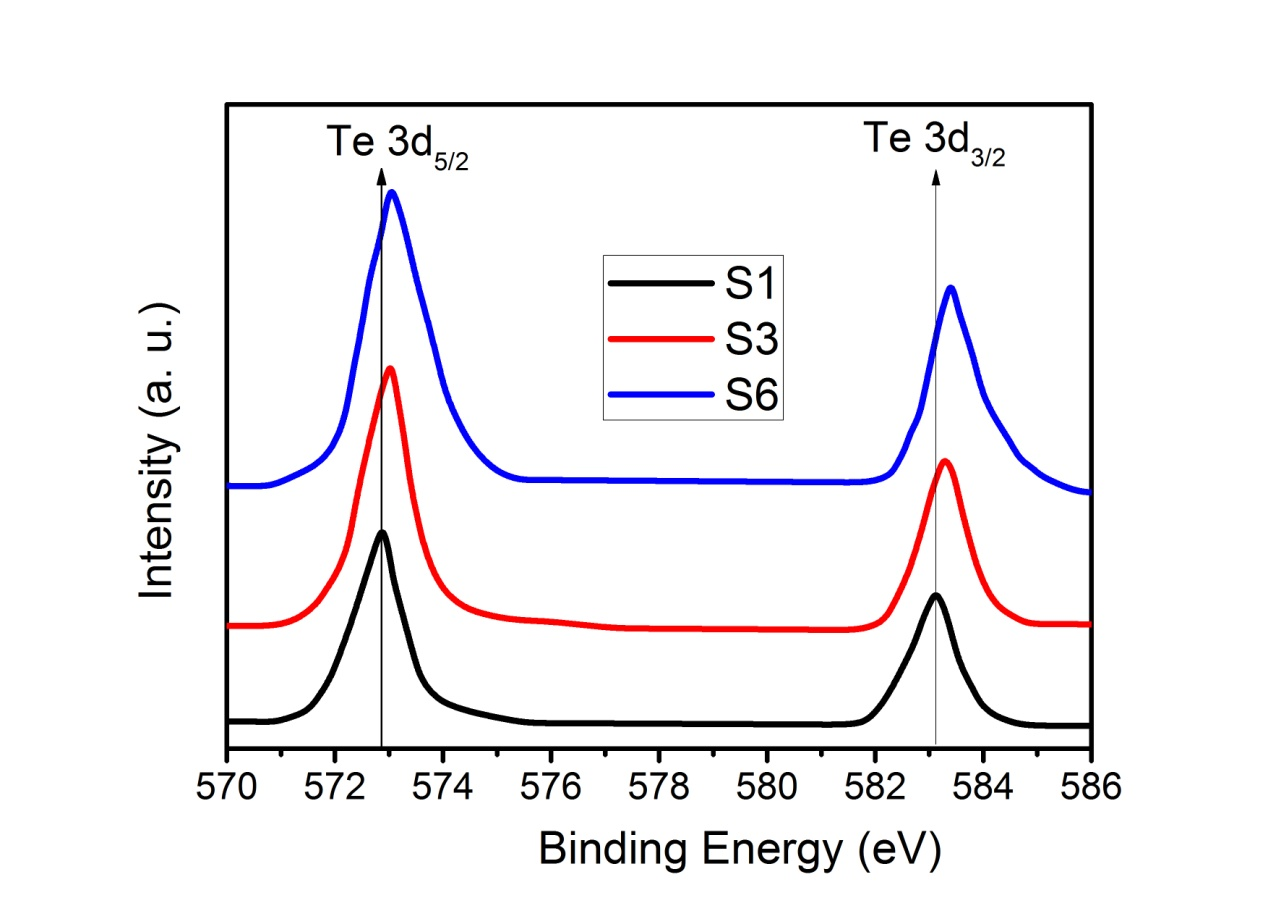 Te 3d5/2
Te 3d3/2
S1
S3
S6
Intensity (a. u.)
570 572 574 576 578 580 582 584 586
Binding Energy (eV)